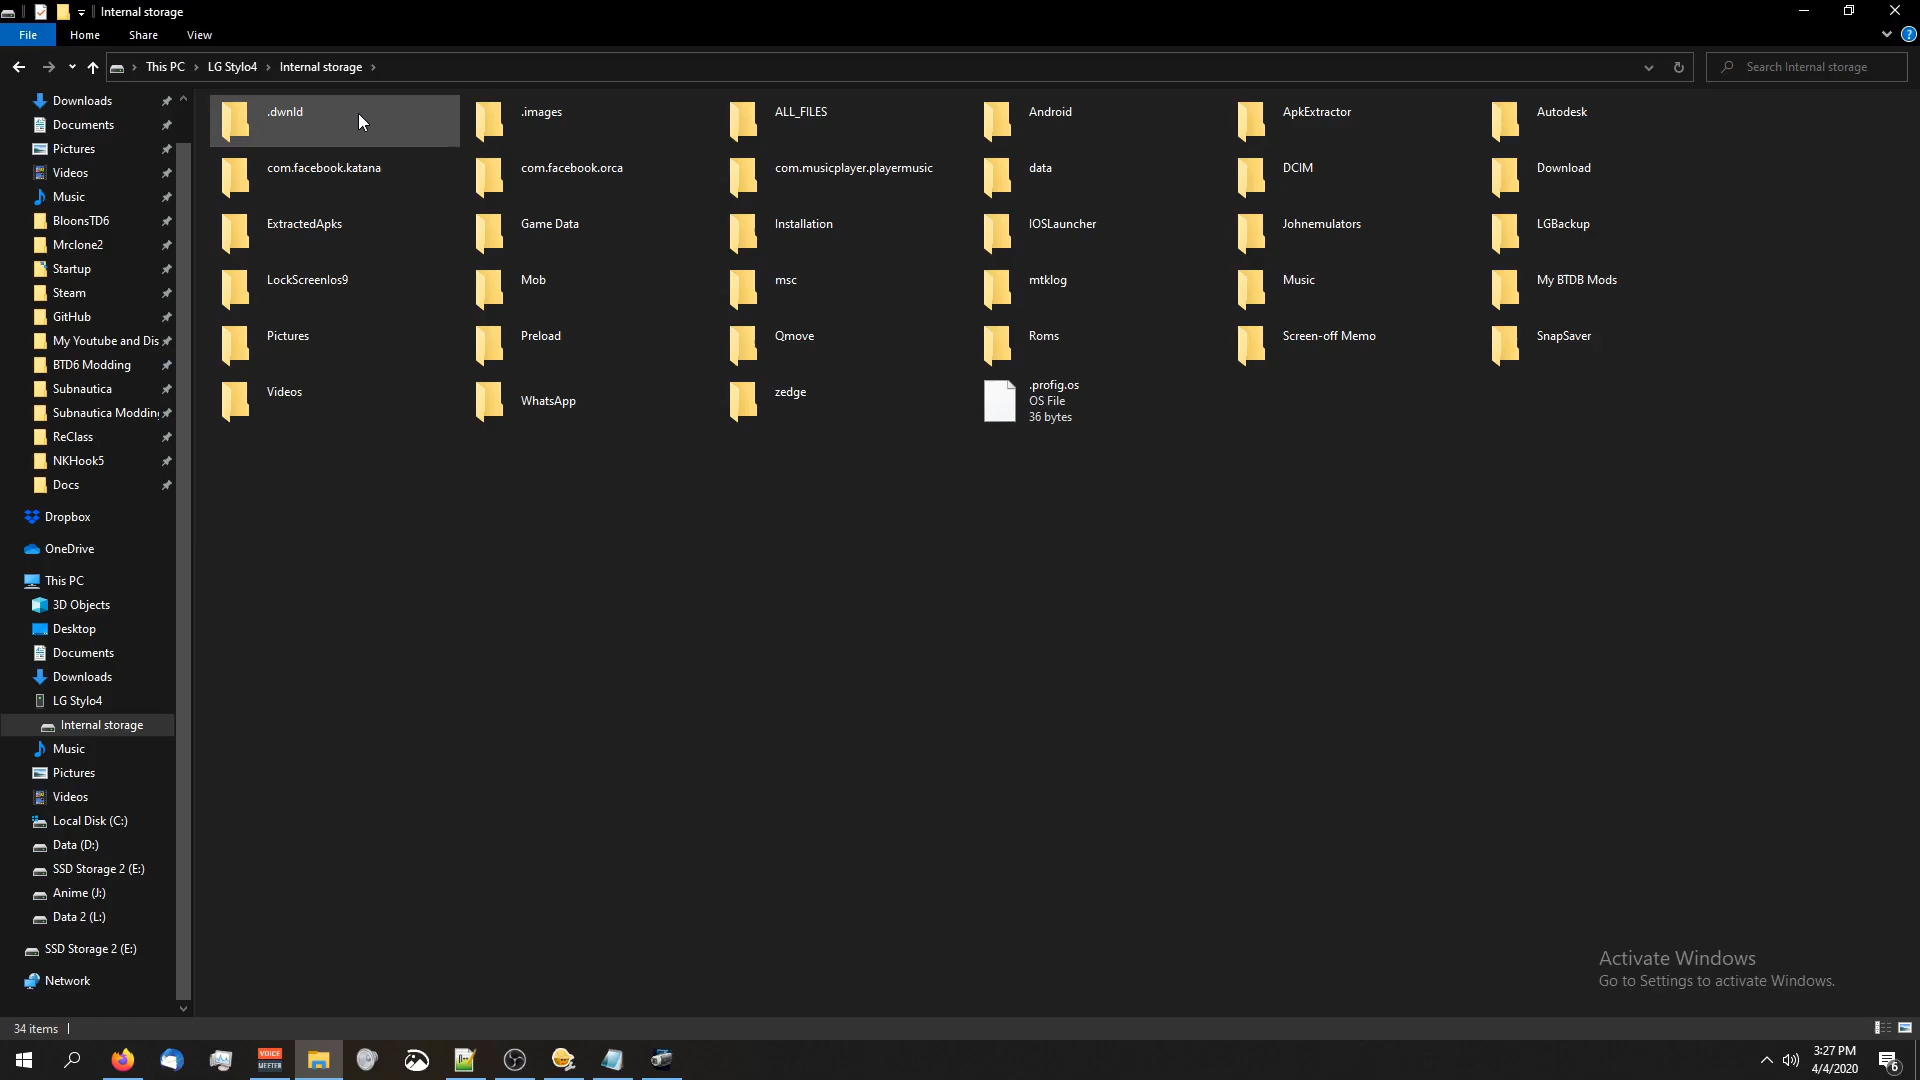 Internal storage
File Home Share View
This PC LG Stylo4 Internal storage
Search Internal storage
Downloads
Documents
Pictures
Videos
Music
BloonsTD6
Mrclone2
Startup
Steam
GitHub
My Youtube and Dis
BTD6 Modding
Subnautica
Subnautica Modding
ReClass
NKHook5
Docs
Dropbox
OneDrive
This PC
3D Objects
Desktop
Documents
Downloads
LG Stylo4
Internal storage
Music
Pictures
Videos
Local Disk (C:)
Data (D:)
SSD Storage 2 (E:)
Anime (J:)
Data 2 (L:)
SSD Storage 2 (E:)
Network
.dwnld .images ALL_FILES Android ApkExtractor Autodesk
com.facebook.katana com.facebook.orca com.musicplayer.playermusic data DCIM Download
ExtractedApks Game Data Installation IOSLauncher Johnemulators LGBackup
LockScreenIos9 Mob msc mtklog Music My BTDB Mods
Pictures Preload Qmove Roms Screen-off Memo SnapSaver
Videos WhatsApp zedge .profig.os
OS File
36 bytes
Activate Windows
Go to Settings to activate Windows.
34 items
VOICE
MEETER
3:27 PM
4/4/2020
6